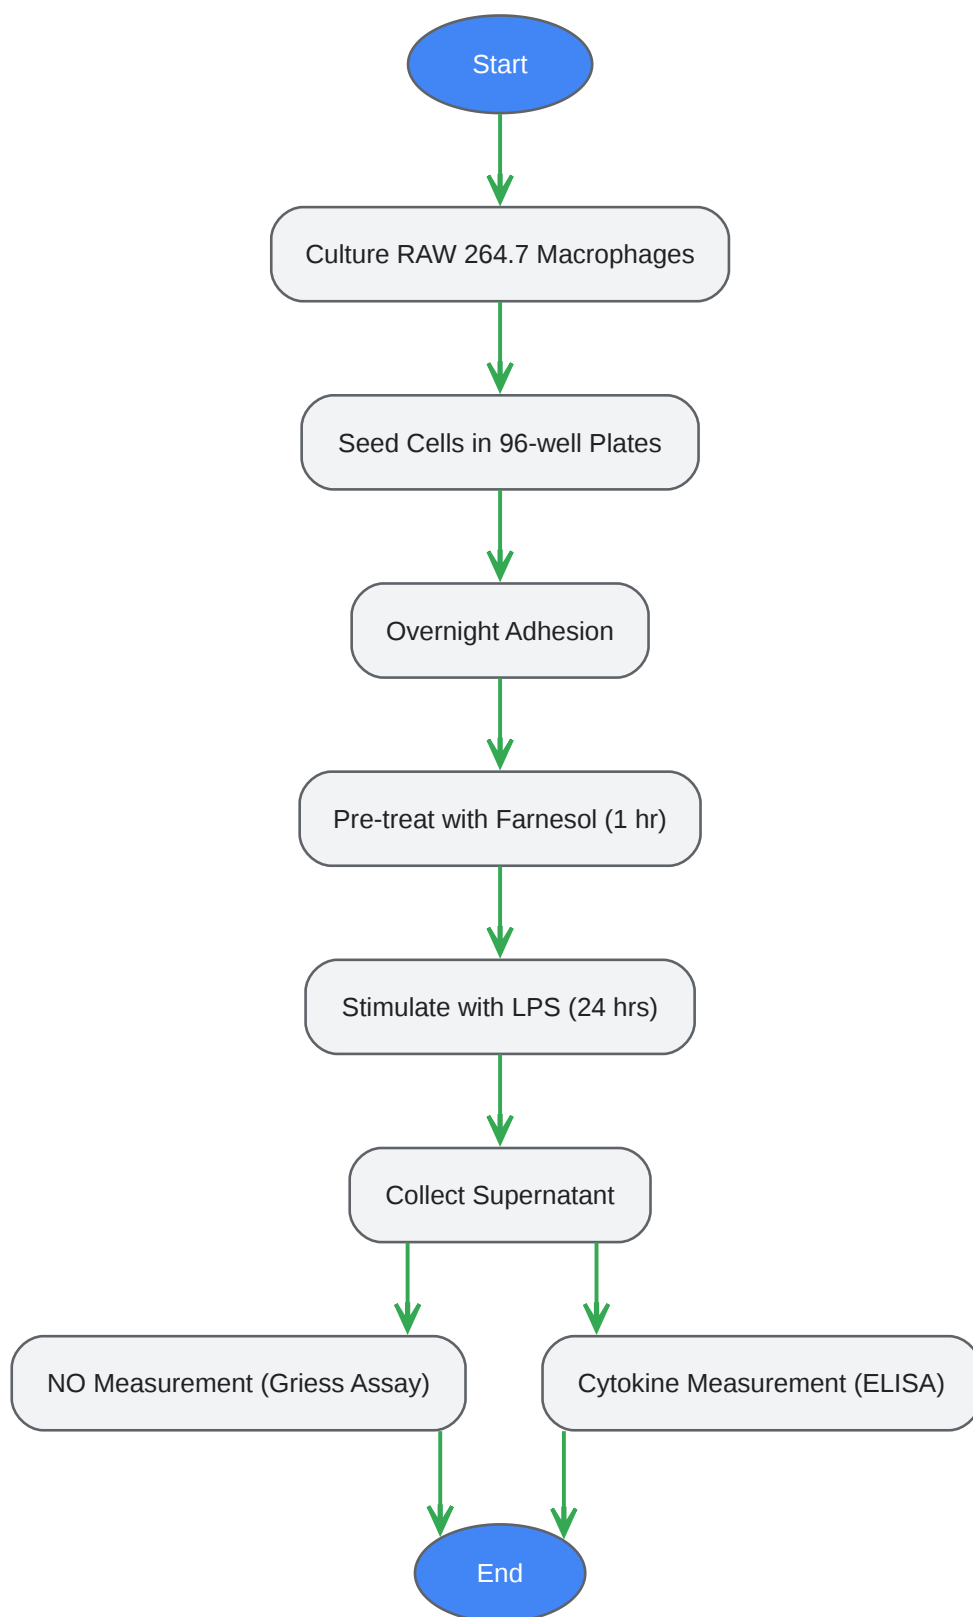 Start
Culture RAW 264.7 Macrophages
Seed Cells in 96-well Plates
Overnight Adhesion
Pre-treat with Farnesol (1 hr)
Stimulate with LPS (24 hrs)
Collect Supernatant
NO Measurement (Griess Assay)
Cytokine Measurement (ELISA)
End